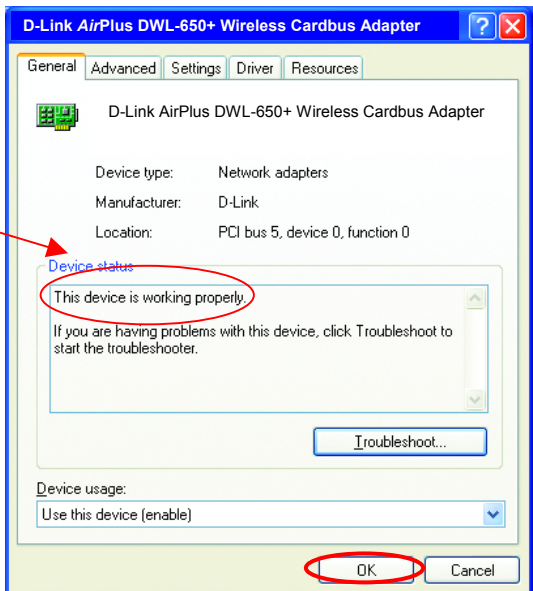 D-Link AirPlus DWL-650+ Wireless Cardbus Adapter
General Advanced Settings Driver Resources
D-Link AirPlus DWL-650+ Wireless Cardbus Adapter
Device type: Network adapters
Manufacturer: D-Link
Location: PCI bus 5, device 0, function 0
Device status
This device is working properly.
If you are having problems with this device, click Troubleshoot to
start the troubleshooter.
Troubleshoot...
Device usage:
Use this device (enable)
OK Cancel